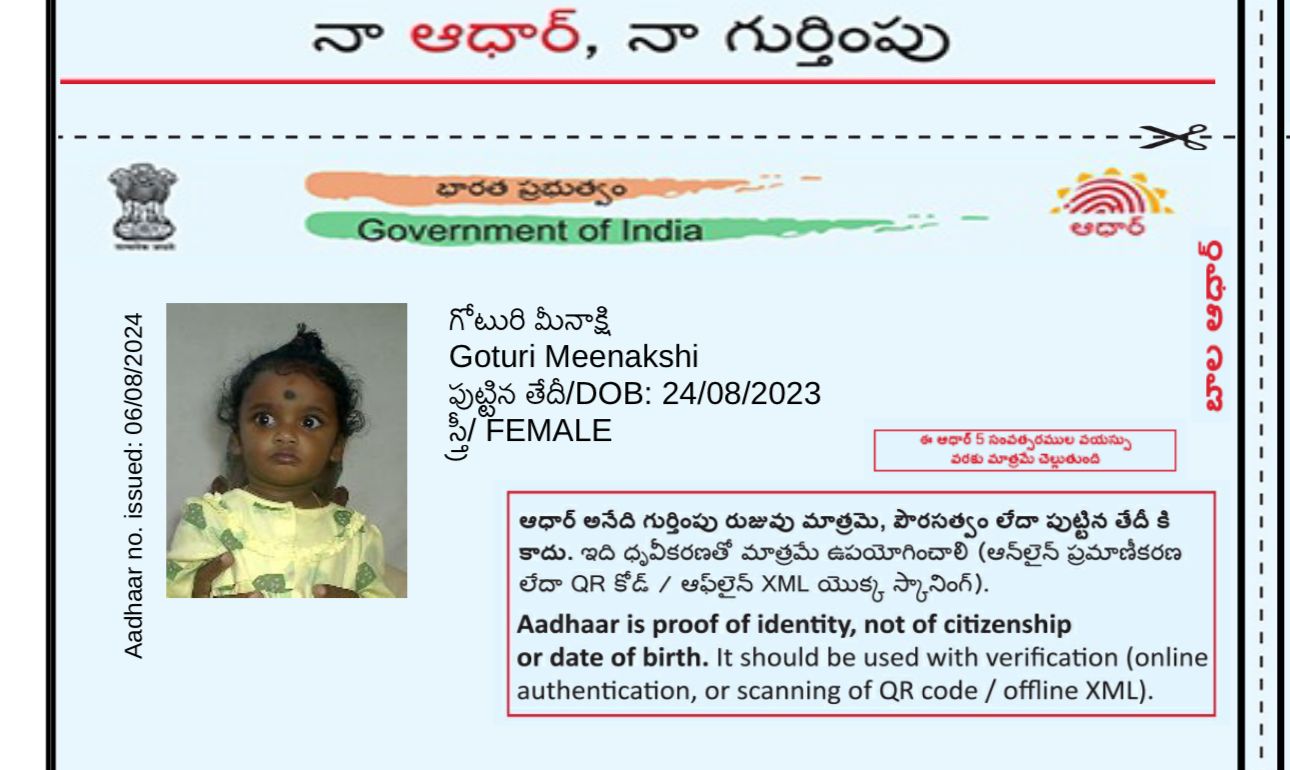 నా ఆధార్, నా గుర్తింపు
భారత ప్రభుత్వం
Government of India
ఆధార్
బాల ఆధార్
Aadhaar no. issued: 06/08/2024
గోటురి మీనాక్షి
Goturi Meenakshi
పుట్టిన తేదీ/DOB: 24/08/2023
స్త్రీ/ FEMALE
ఈ ఆధార్ 5 సంవత్సరముల వయస్సు
వరకు మాత్రమే చెల్లుతుంది
ఆధార్ అనేది గుర్తింపు రుజువు మాత్రమె, పౌరసత్వం లేదా పుట్టిన తేదీ కి
కాదు. ఇది ధృవీకరణతో మాత్రమే ఉపయోగించాలి (ఆన్‌లైన్ ప్రమాణీకరణ
లేదా QR కోడ్ / ఆఫ్‌లైన్ XML యొక్క స్కానింగ్).
Aadhaar is proof of identity, not of citizenship
or date of birth. It should be used with verification (online
authentication, or scanning of QR code / offline XML).